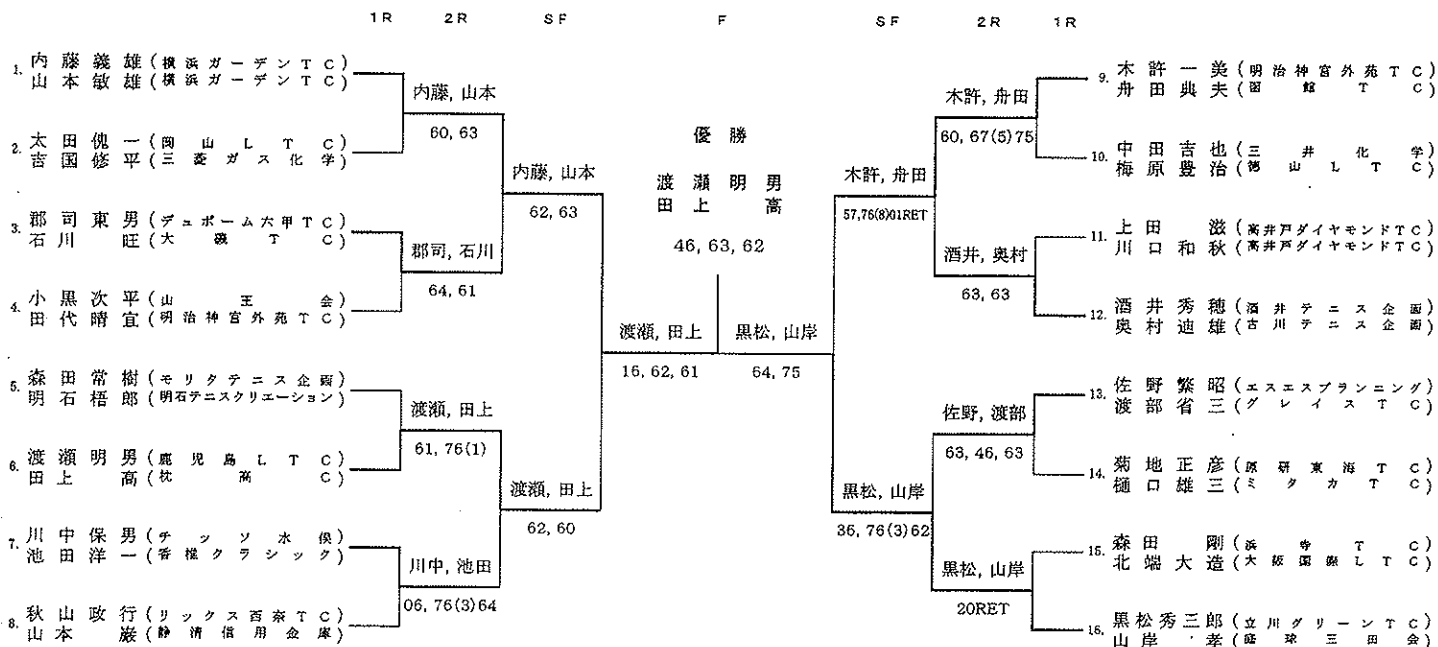 1R 2R SF F SF 2R 1R
1. 内藤義雄(横浜ガーデンTC)
山本敏雄(横浜ガーデンTC)
2. 太田傀一(岡山LTC)
吉国修平(三菱ガス化学)
3. 郡司東男(デュポーム六甲TC)
石川旺(大磯TC)
4. 小黒次平(山王会)
田代晴宜(明治神宮外苑TC)
5. 森田常樹(モリタテニス企画)
明石梧郎(明石テニスクリエーション)
6. 渡瀬明男(鹿児島LTC)
田上高(枕高C)
7. 川中保男(チッソ水俣)
池田洋一(香椎クラシック)
8. 秋山政行(リックス西奈TC)
山本巌(静清信用金庫)
内藤, 山本
60, 63
郡司, 石川
64, 61
渡瀬, 田上
61, 76(1)
川中, 池田
06, 76(3)64
内藤, 山本
62, 63
渡瀬, 田上
62, 60
渡瀬, 田上
16, 62, 61
優勝
渡瀬明男
田上高
46, 63, 62
黒松, 山岸
64, 75
木許, 舟田
57,76(8)01RET
黒松, 山岸
36, 76(3)62
木許, 舟田
60, 67(5)75
酒井, 奥村
63, 63
佐野, 渡部
63, 46, 63
黒松, 山岸
20RET
9. 木許一美(明治神宮外苑TC)
舟田典夫(函館TC)
10. 中田吉也(三井化学)
梅原豊治(徳山LTC)
11. 上田滋(高井戸ダイヤモンドTC)
川口和秋(高井戸ダイヤモンドTC)
12. 酒井秀穂(酒井テニス企画)
奥村迪雄(古川テニス企画)
13. 佐野繁昭(エスエスプランニング)
渡部省三(グレイスTC)
14. 菊地正彦(原研東海TC)
樋口雄三(ミタカTC)
15. 森田剛(浜寺TC)
北端大造(大阪国際LTC)
16. 黒松秀三郎(立川グリーンTC)
山岸孝(庭球三田会)